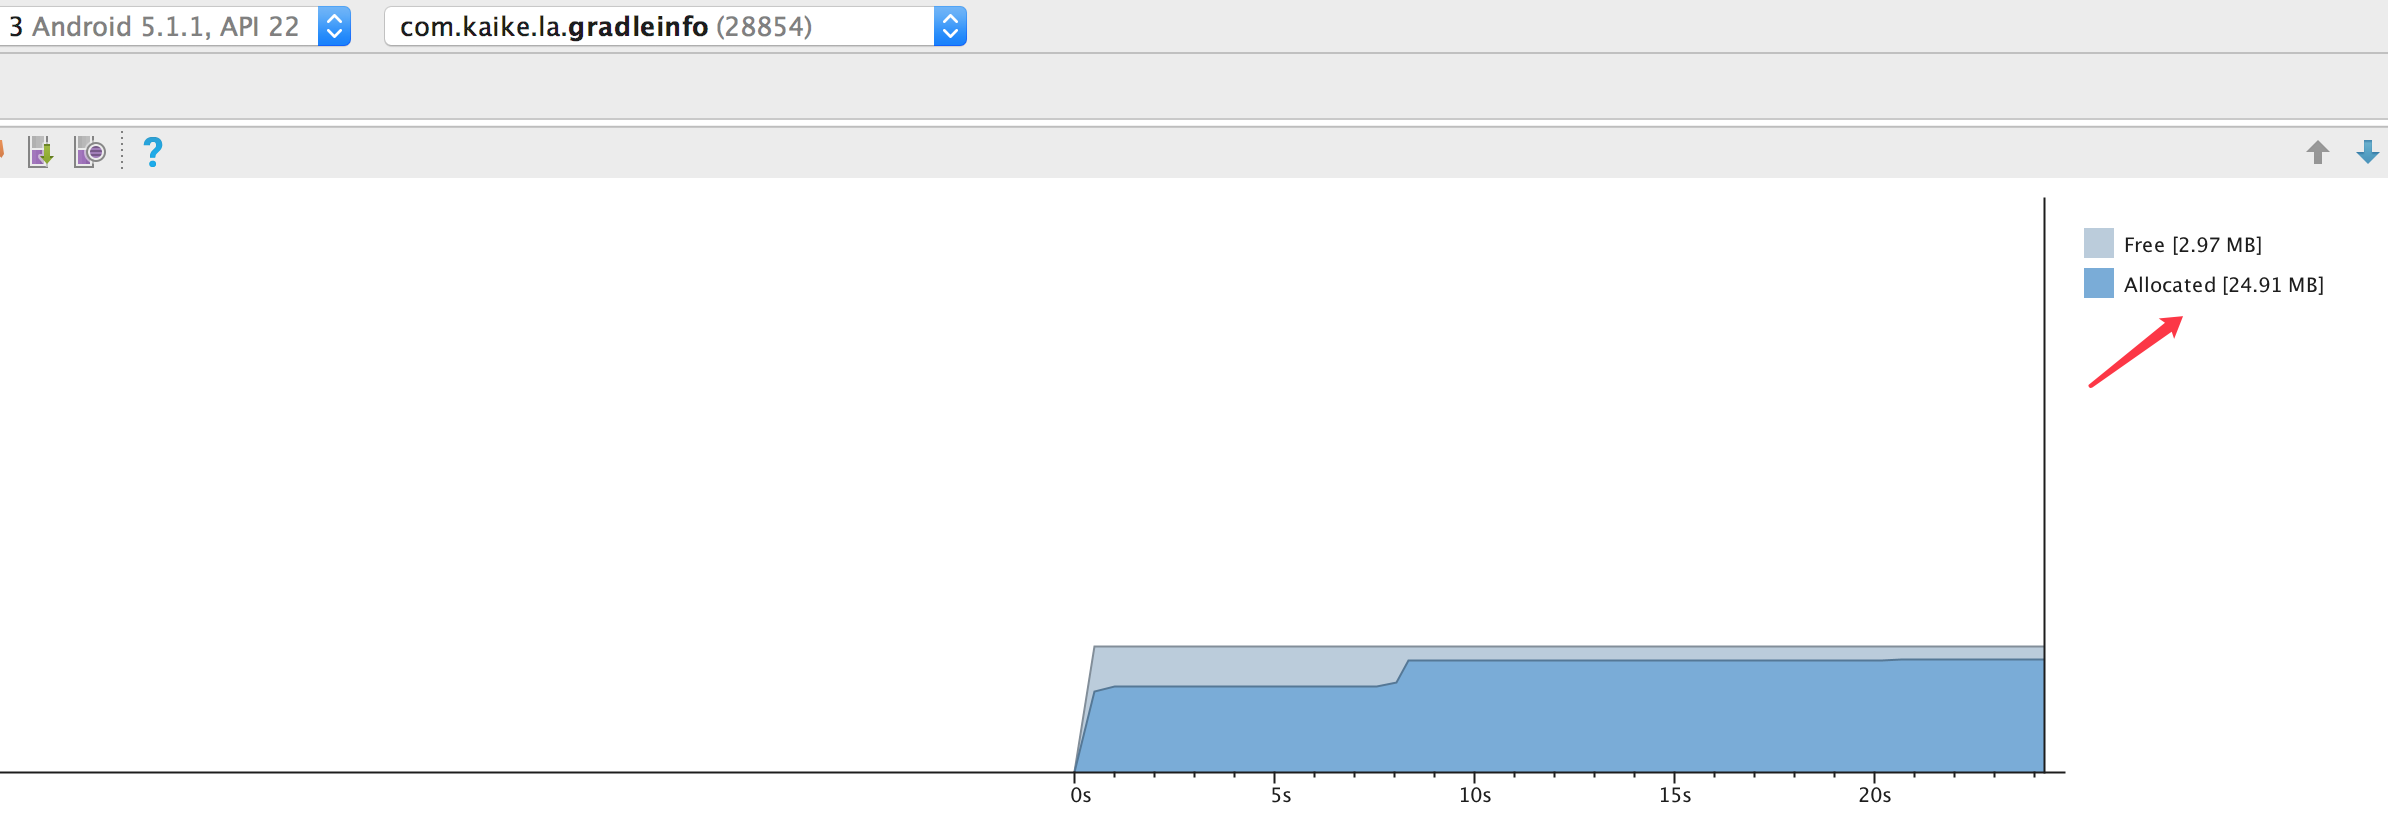 3 Android 5.1.1, API 22
com.kaike.la.gradleinfo (28854)
?
Free [2.97 MB]
Allocated [24.91 MB]
0s 5s 10s 15s 20s